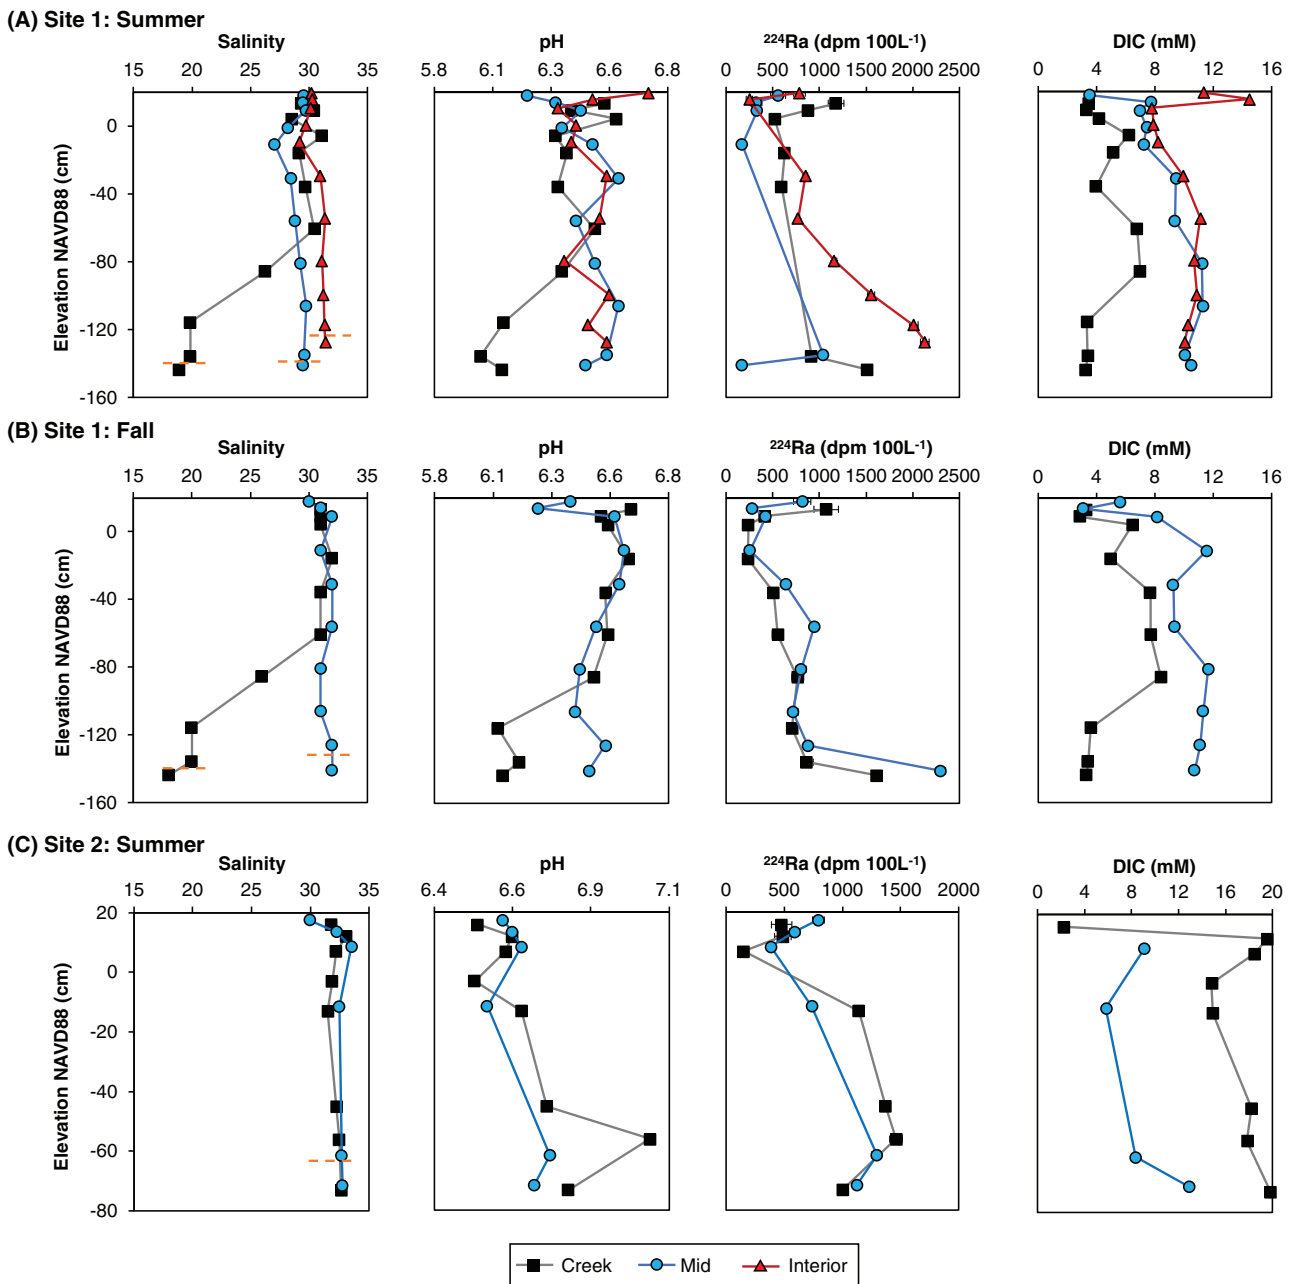 (A) Site 1: Summer
Salinity pH ²²⁴Ra (dpm 100L⁻¹) DIC (mM)
15 20 25 30 35 5.8 6.1 6.3 6.6 6.8 0 500 1000 1500 2000 2500 0 4 8 12 16
Elevation NAVD88 (cm)
0
-40
-80
-120
-160
(B) Site 1: Fall
Salinity pH ²²⁴Ra (dpm 100L⁻¹) DIC (mM)
15 20 25 30 35 5.8 6.1 6.3 6.6 6.8 0 500 1000 1500 2000 2500 0 4 8 12 16
Elevation NAVD88 (cm)
0
-40
-80
-120
-160
(C) Site 2: Summer
Salinity pH ²²⁴Ra (dpm 100L⁻¹) DIC (mM)
15 20 25 30 35 6.4 6.6 6.9 7.1 0 500 1000 1500 2000 0 4 8 12 16 20
Elevation NAVD88 (cm)
20
0
-20
-40
-60
-80
Creek Mid Interior